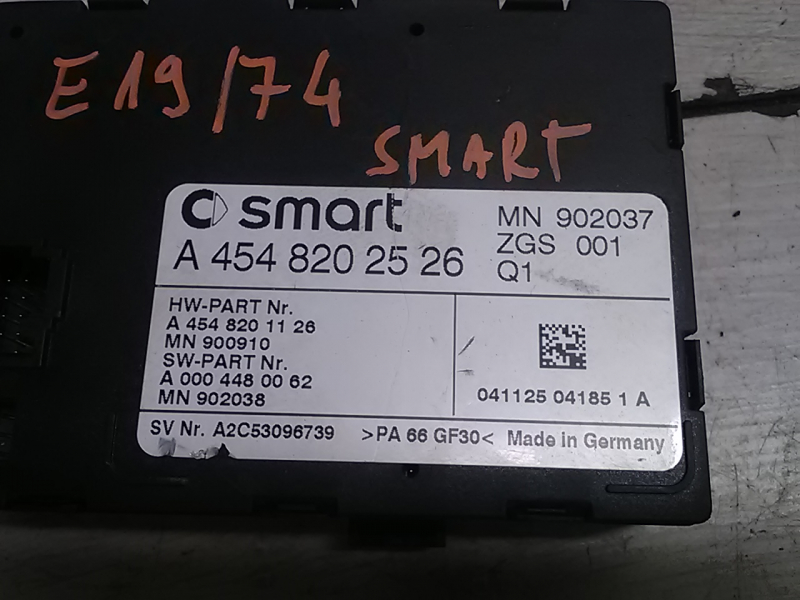 E19/74
SMART
smart
MN 902037
A 454 820 25 26
ZGS 001
Q1
HW-PART Nr.
A 454 820 11 26
MN 900910
SW-PART Nr.
A 000 448 00 62
MN 902038
041125 04185 1 A
SV Nr. A2C53096739 >PA 66 GF30< Made in Germany